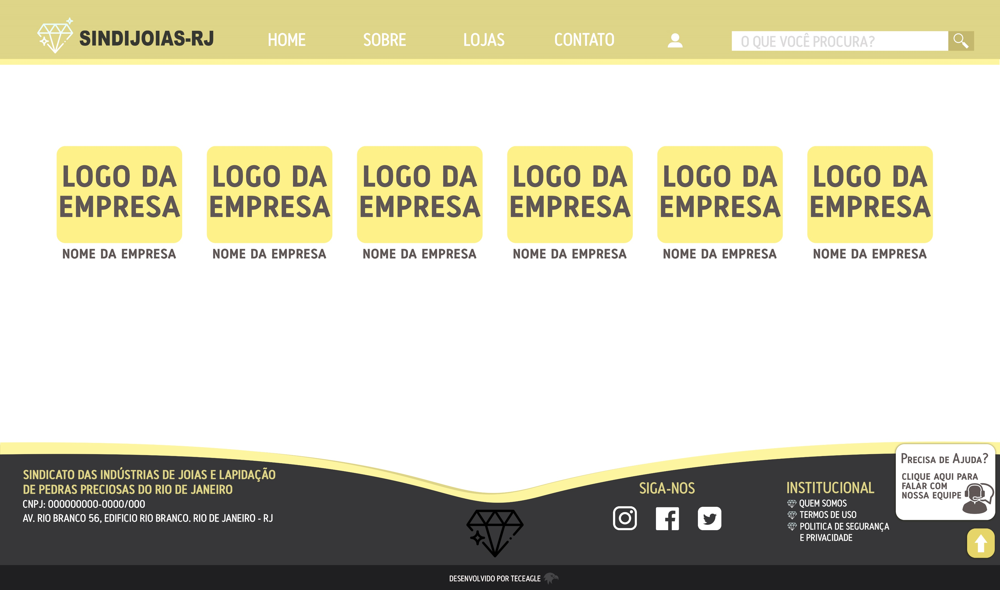 SINDIJOIAS-RJ
HOME
SOBRE
LOJAS
CONTATO
O QUE VOCÊ PROCURA?
LOGO DA
EMPRESA
NOME DA EMPRESA
LOGO DA
EMPRESA
NOME DA EMPRESA
LOGO DA
EMPRESA
NOME DA EMPRESA
LOGO DA
EMPRESA
NOME DA EMPRESA
LOGO DA
EMPRESA
NOME DA EMPRESA
LOGO DA
EMPRESA
NOME DA EMPRESA
SINDICATO DAS INDÚSTRIAS DE JOIAS E LAPIDAÇÃO
DE PEDRAS PRECIOSAS DO RIO DE JANEIRO
CNPJ: 000000000-0000/000
AV. RIO BRANCO 56, EDIFICIO RIO BRANCO. RIO DE JANEIRO - RJ
SIGA-NOS
INSTITUCIONAL
QUEM SOMOS
TERMOS DE USO
POLITICA DE SEGURANÇA
E PRIVACIDADE
PRECISA DE AJUDA?
CLIQUE AQUI PARA
FALAR COM
NOSSA EQUIPE
DESENVOLVIDO POR TECEAGLE